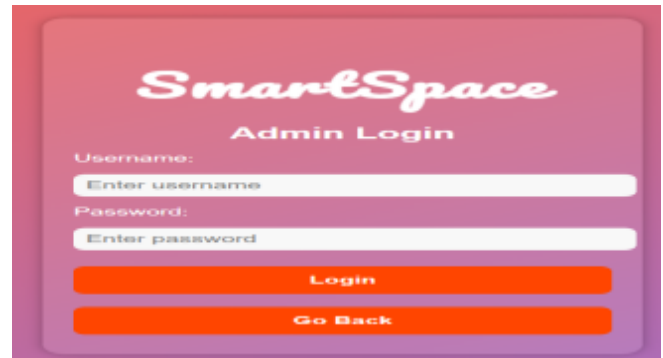 SmartSpace
Admin Login
Username:
Enter username
Password:
Enter password
Login
Go Back